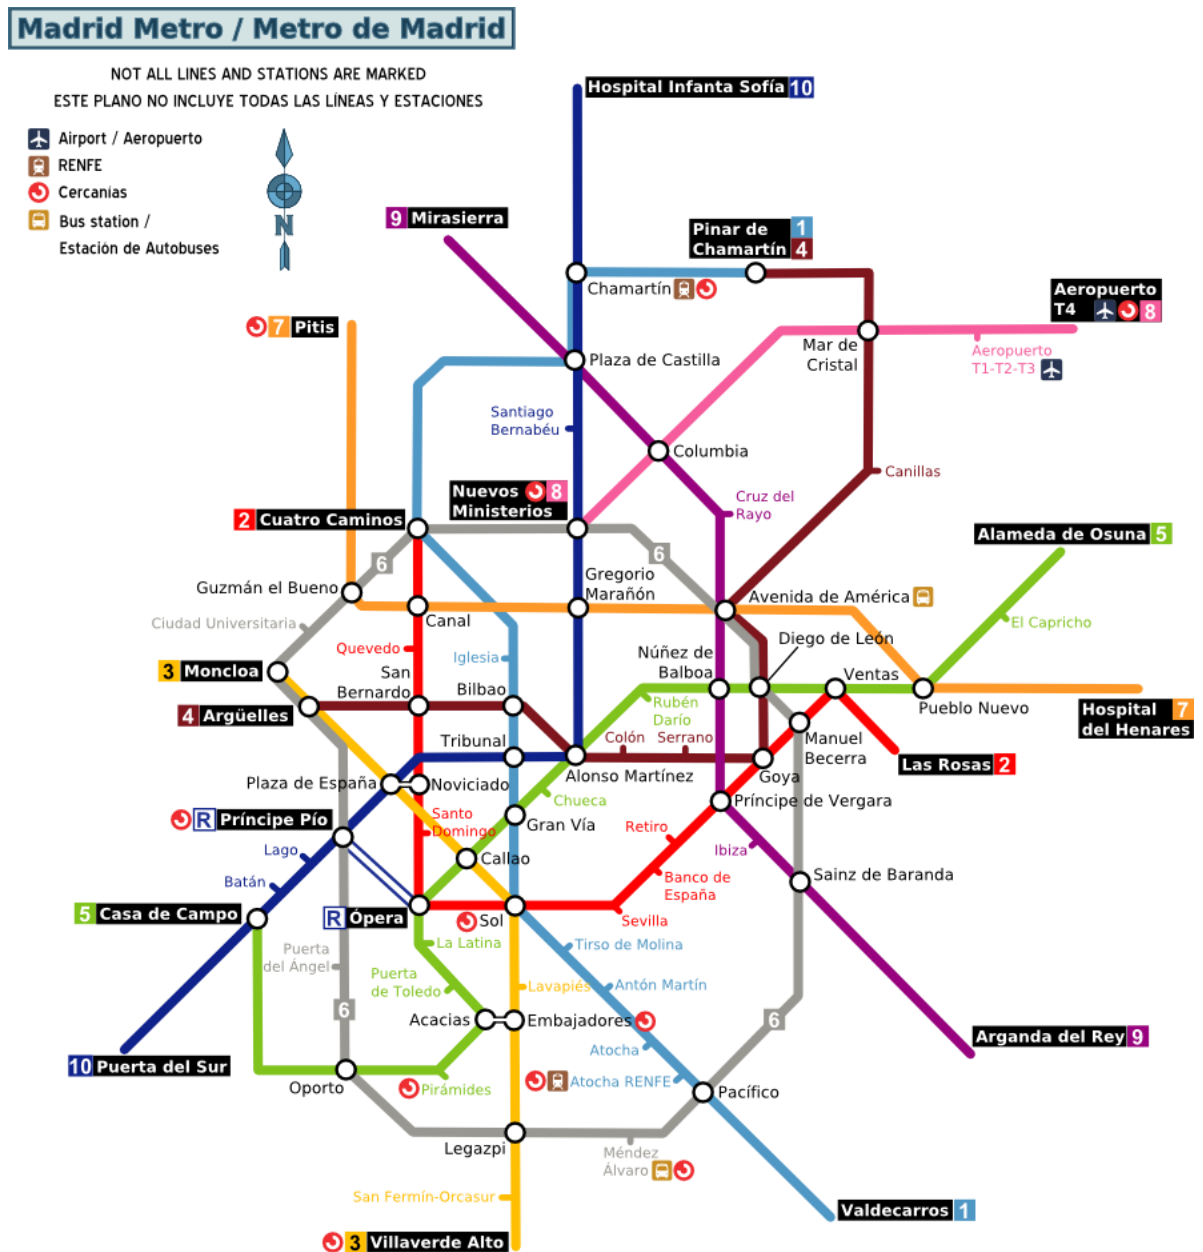 Madrid Metro / Metro de Madrid
NOT ALL LINES AND STATIONS ARE MARKED
ESTE PLANO NO INCLUYE TODAS LAS LÍNEAS Y ESTACIONES
Airport / Aeropuerto
RENFE
Cercanías
Bus station /
Estación de Autobuses
N
Hospital Infanta Sofía 10
9 Mirasierra
Pinar de 1
Chamartín 4
Chamartín
Aeropuerto
T4 8
7 Pitis
Mar de
Cristal
Aeropuerto
T1-T2-T3
Plaza de Castilla
Santiago
Bernabéu
Columbia
Canillas
Nuevos 8
Ministerios
Cruz del
Rayo
2 Cuatro Caminos
Alameda de Osuna 5
6
6
Guzmán el Bueno
Gregorio
Marañón
Avenida de América
Ciudad Universitaria
Canal
El Capricho
Quevedo
Iglesia
Diego de León
3 Moncloa
San
Bernardo
Bilbao
Núñez de
Balboa
Ventas
Rubén
Darío
Pueblo Nuevo
4 Argüelles
Hospital 7
del Henares
Tribunal
Colón
Serrano
Manuel
Becerra
Las Rosas 2
Alonso Martínez
Goya
Plaza de España
Noviciado
Chueca
Príncipe de Vergara
R Príncipe Pío
Santo
Domingo
Gran Vía
Retiro
Ibiza
Lago
Callao
Batán
Banco de
España
Sainz de Baranda
5 Casa de Campo
R Ópera
Sol
Sevilla
La Latina
Tirso de Molina
Puerta
del Ángel
Puerta
de Toledo
Lavapiés
Antón Martín
6
Acacias
Embajadores
6
Arganda del Rey 9
Atocha
10 Puerta del Sur
Oporto
Pirámides
Atocha RENFE
Pacífico
Legazpi
Méndez
Álvaro
San Fermín-Orcasur
Valdecarros 1
3 Villaverde Alto